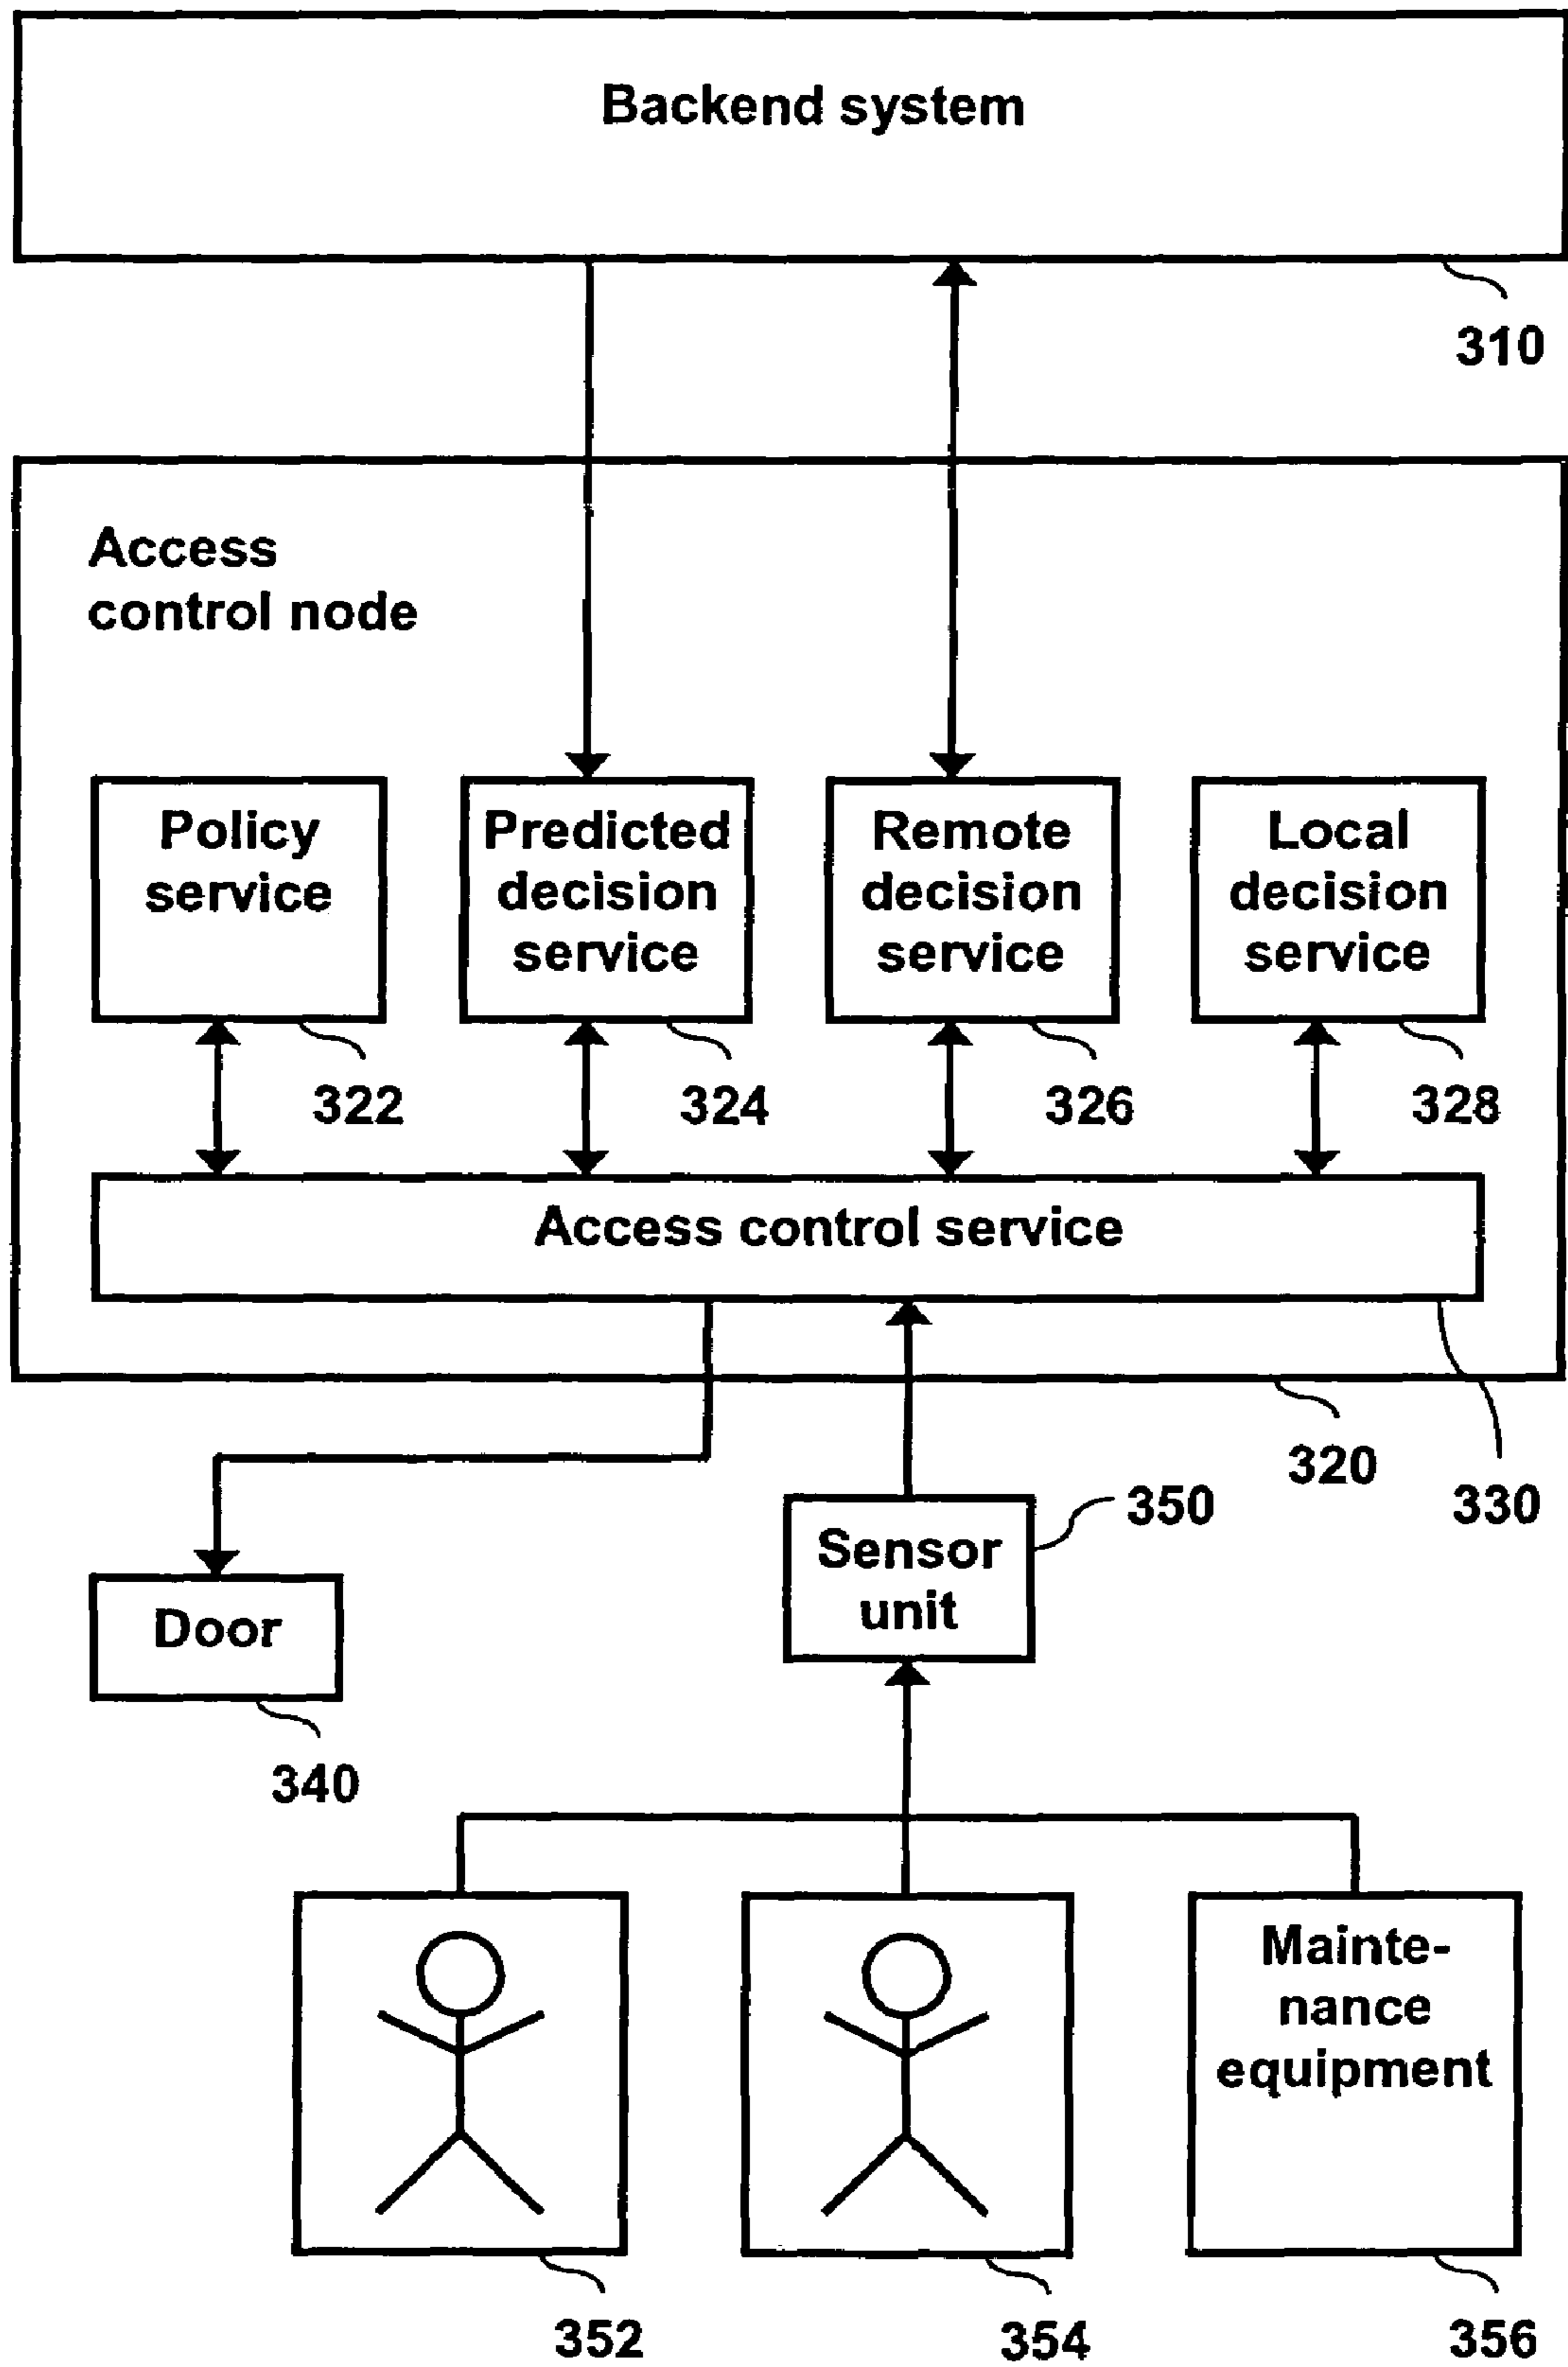 Backend system
310
Access
control node
Policy
service
Predicted
decision
service
Remote
decision
service
Local
decision
service
322
324
326
328
Access control service
320
330
350
Sensor
unit
Door
340
Mainte-
nance
equipment
352
354
356